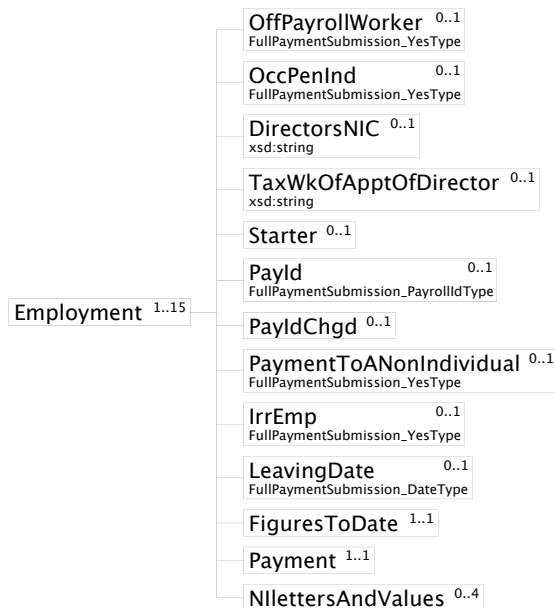 OffPayrollWorker 0..1
FullPaymentSubmission_YesType
OccPenInd 0..1
FullPaymentSubmission_YesType
DirectorsNIC 0..1
xsd:string
TaxWkOfApptOfDirector 0..1
xsd:string
Starter 0..1
PayId 0..1
FullPaymentSubmission_PayrollIdType
Employment 1..15
PayIdChgd 0..1
PaymentToANonIndividual 0..1
FullPaymentSubmission_YesType
IrrEmp 0..1
FullPaymentSubmission_YesType
LeavingDate 0..1
FullPaymentSubmission_DateType
FiguresToDate 1..1
Payment 1..1
NIlettersAndValues 0..4